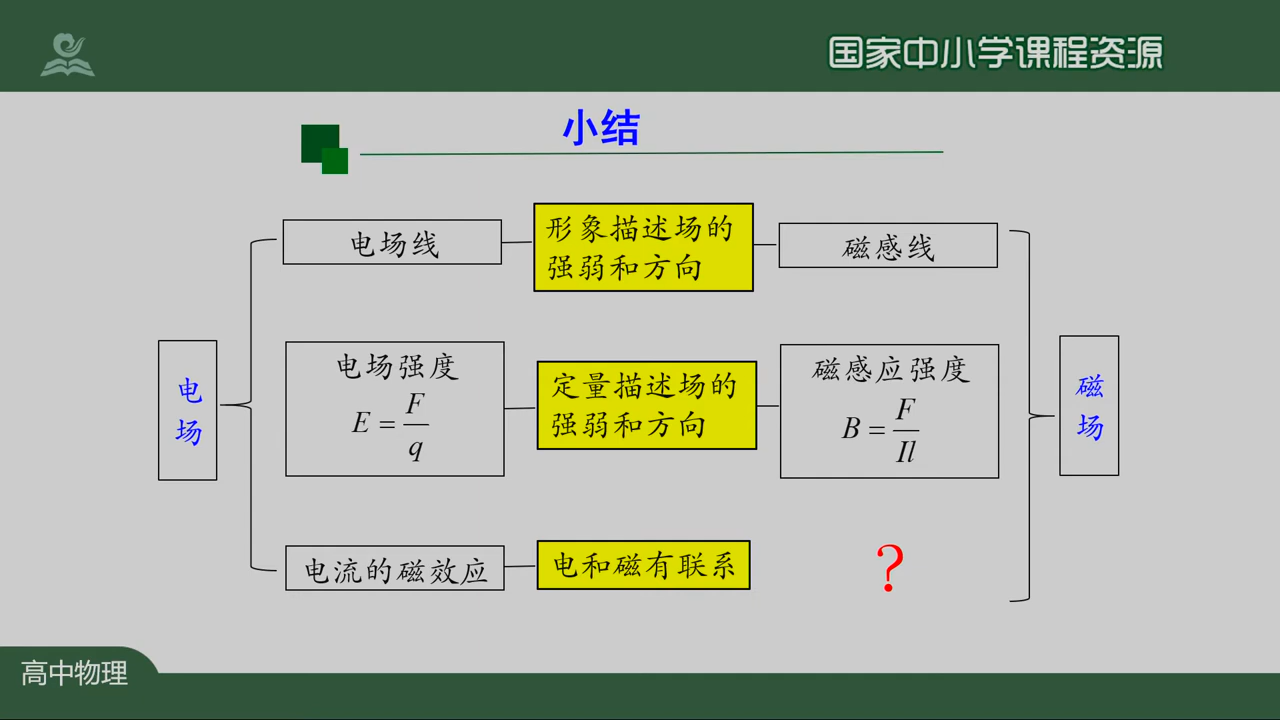 国家中小学课程资源
小结
电场线
形象描述场的
强弱和方向
磁感线
电
场
电场强度
E = F/q
定量描述场的
强弱和方向
磁感应强度
B = F/Il
磁
场
电流的磁效应
电和磁有联系
?
高中物理